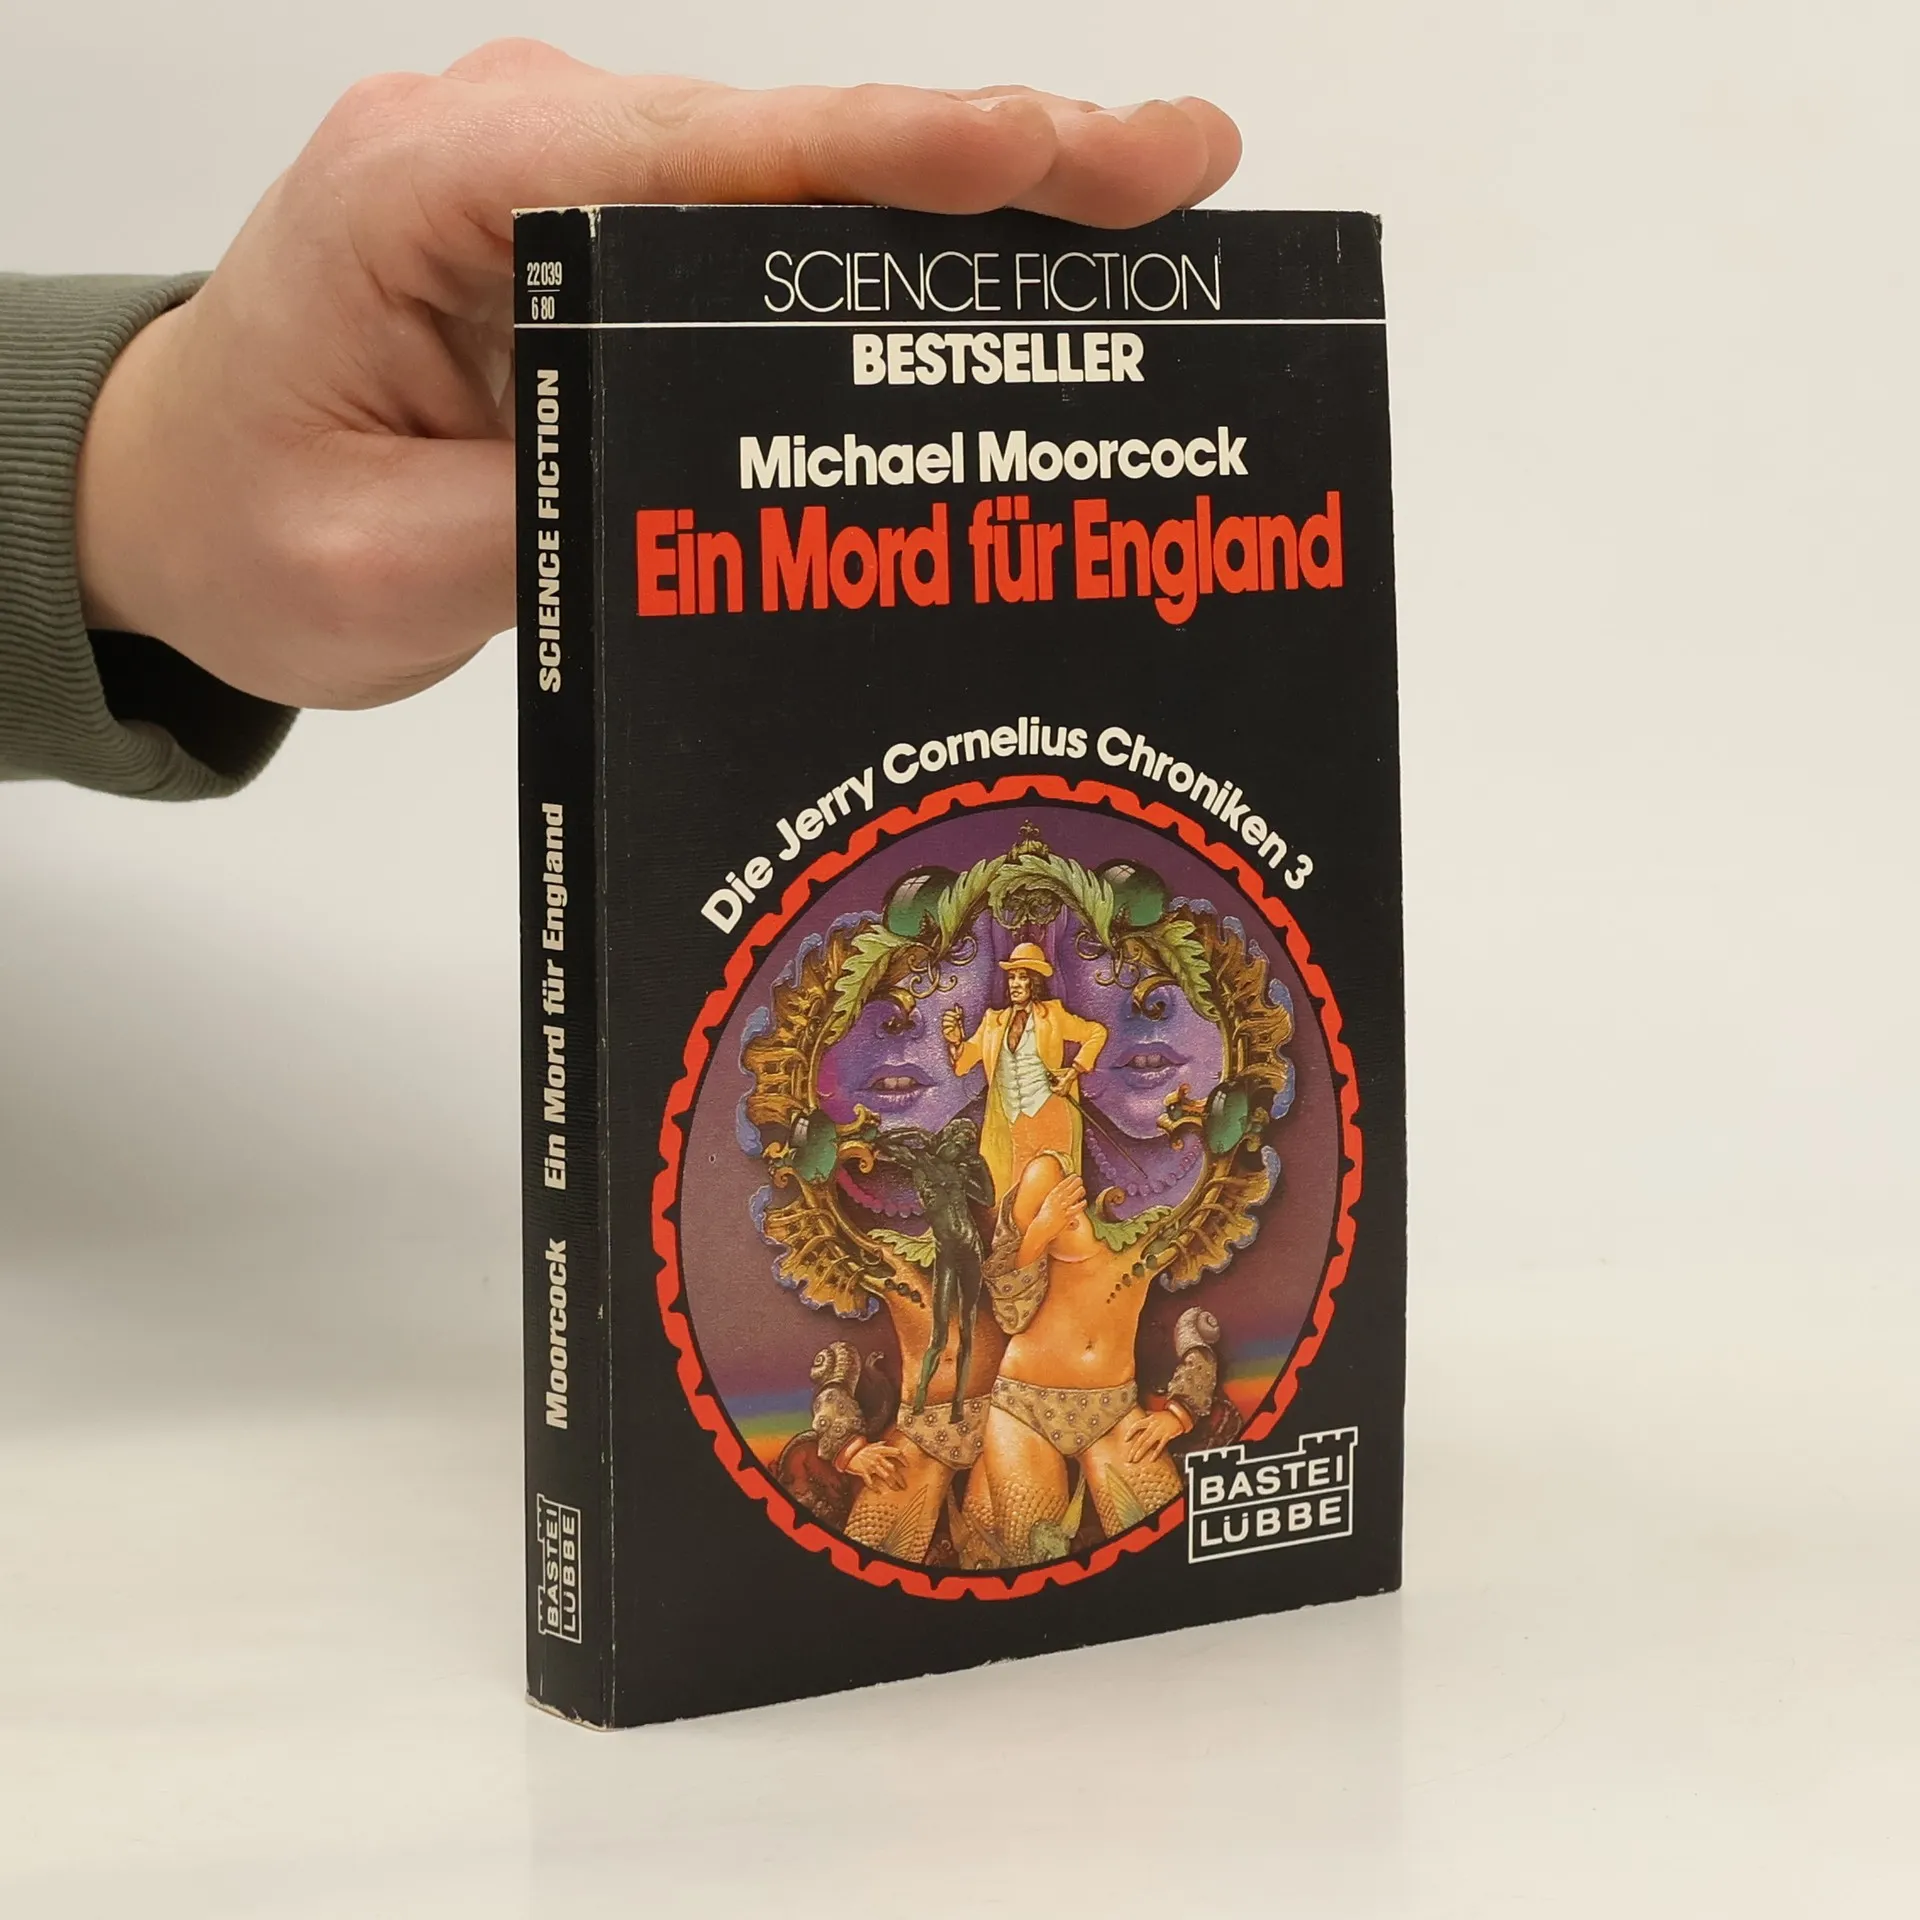 22039
6 80
SCIENCE FICTION
Ein Mord für England
Moorcock
BASTEI
LÜBBE
SCIENCE FICTION
BESTSELLER
Michael Moorcock
Ein Mord für England
Die Jerry Cornelius Chroniken 3
BASTEI
LÜBBE